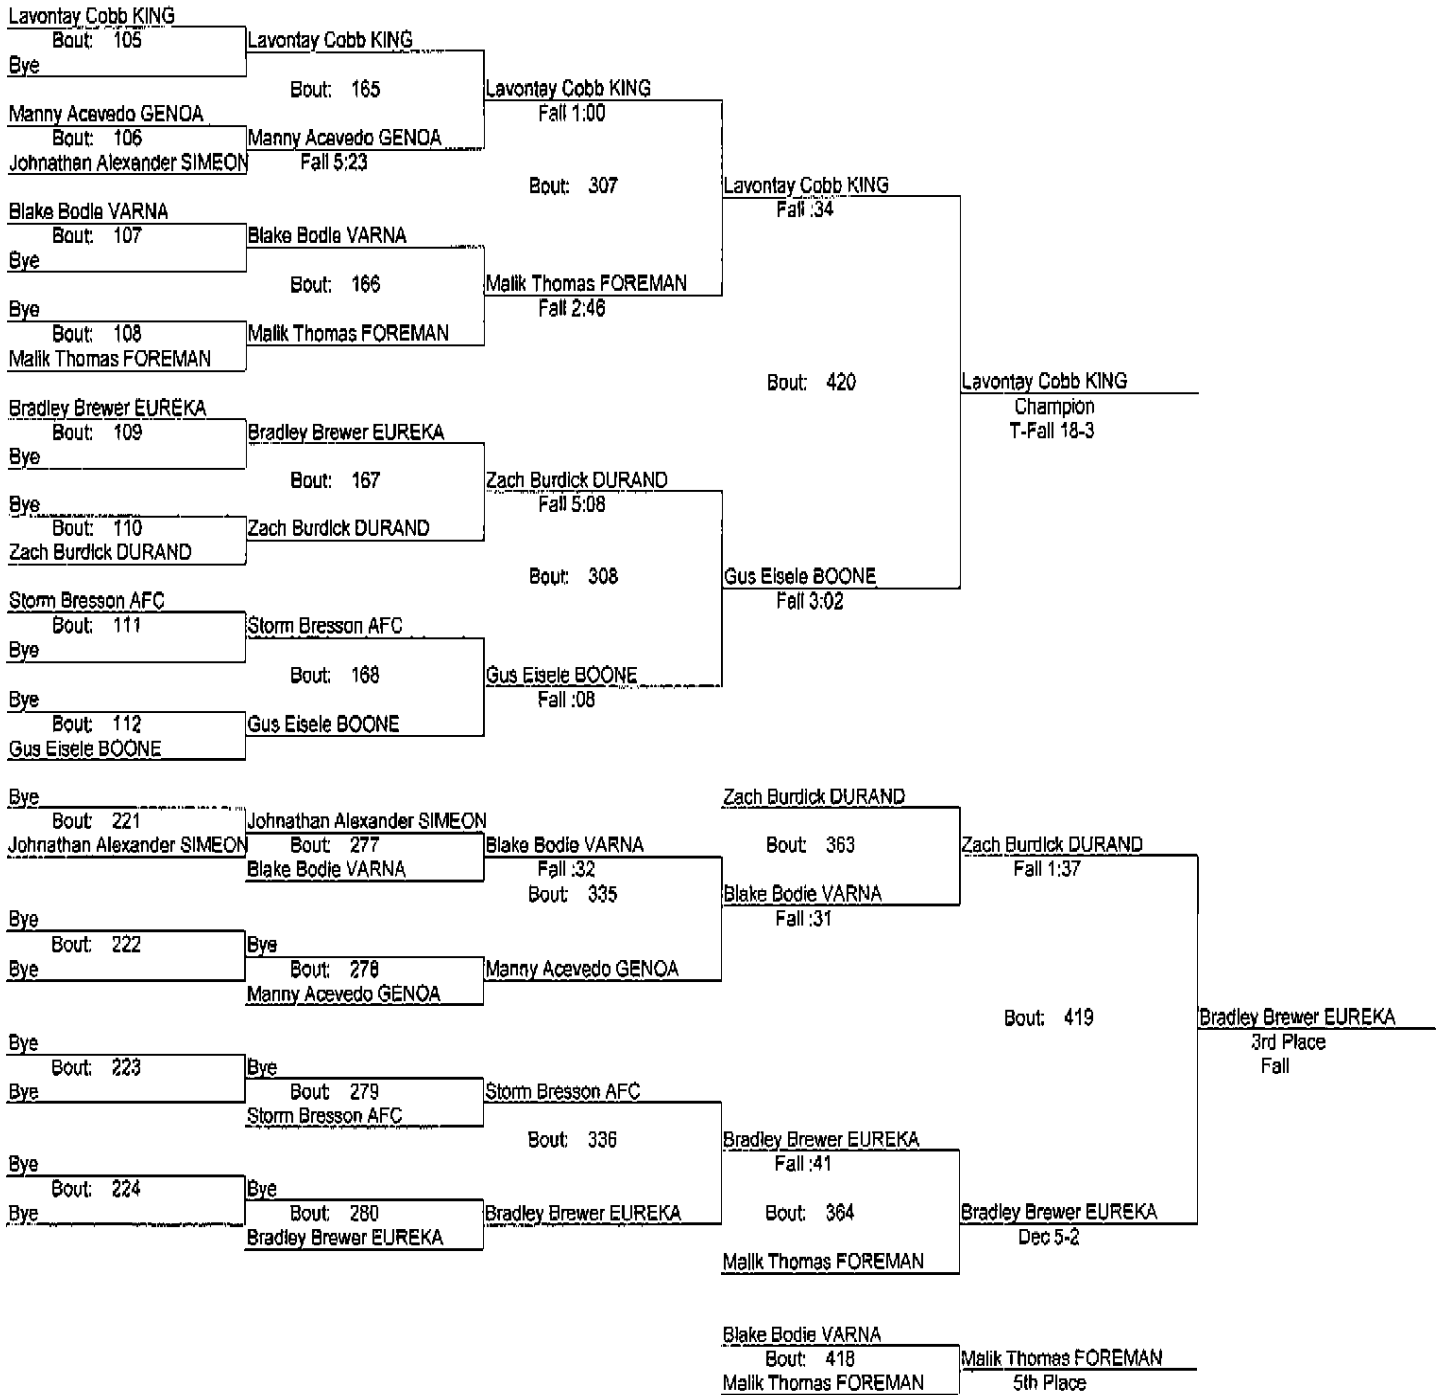 Lavontay Cobb KING
Bout: 105
Bye
Lavontay Cobb KING
Bout: 165
Manny Acevedo GENOA
Bout: 106
Johnathan Alexander SIMEON
Manny Acevedo GENOA
Fall 5:23
Lavontay Cobb KING
Fall 1:00
Bout: 307
Blake Bodie VARNA
Bout: 107
Bye
Blake Bodie VARNA
Bout: 166
Bye
Bout: 108
Malik Thomas FOREMAN
Malik Thomas FOREMAN
Malik Thomas FOREMAN
Fall 2:46
Lavontay Cobb KING
Fall :34
Bout: 420
Bradley Brewer EUREKA
Bout: 109
Bye
Bradley Brewer EUREKA
Bout: 167
Bye
Bout: 110
Zach Burdick DURAND
Zach Burdick DURAND
Zach Burdick DURAND
Fall 5:08
Bout: 308
Storm Bresson AFC
Bout: 111
Bye
Storm Bresson AFC
Bout: 168
Bye
Bout: 112
Gus Eisele BOONE
Gus Eisele BOONE
Gus Eisele BOONE
Fall :08
Gus Eisele BOONE
Fall 3:02
Lavontay Cobb KING
Champion
T-Fall 18-3
Bye
Bout: 221
Johnathan Alexander SIMEON
Johnathan Alexander SIMEON
Bout: 277
Blake Bodie VARNA
Blake Bodie VARNA
Fall :32
Bout: 335
Bye
Bout: 222
Bye
Bye
Bout: 278
Manny Acevedo GENOA
Manny Acevedo GENOA
Zach Burdick DURAND
Bout: 363
Blake Bodie VARNA
Fall :31
Zach Burdick DURAND
Fall 1:37
Bout: 419
Bye
Bout: 223
Bye
Bye
Bout: 279
Storm Bresson AFC
Storm Bresson AFC
Bout: 336
Bye
Bout: 224
Bye
Bye
Bout: 280
Bradley Brewer EUREKA
Bradley Brewer EUREKA
Bradley Brewer EUREKA
Fall :41
Bout: 364
Malik Thomas FOREMAN
Bradley Brewer EUREKA
Dec 5-2
Bradley Brewer EUREKA
3rd Place
Fall
Blake Bodie VARNA
Bout: 418
Malik Thomas FOREMAN
Malik Thomas FOREMAN
5th Place